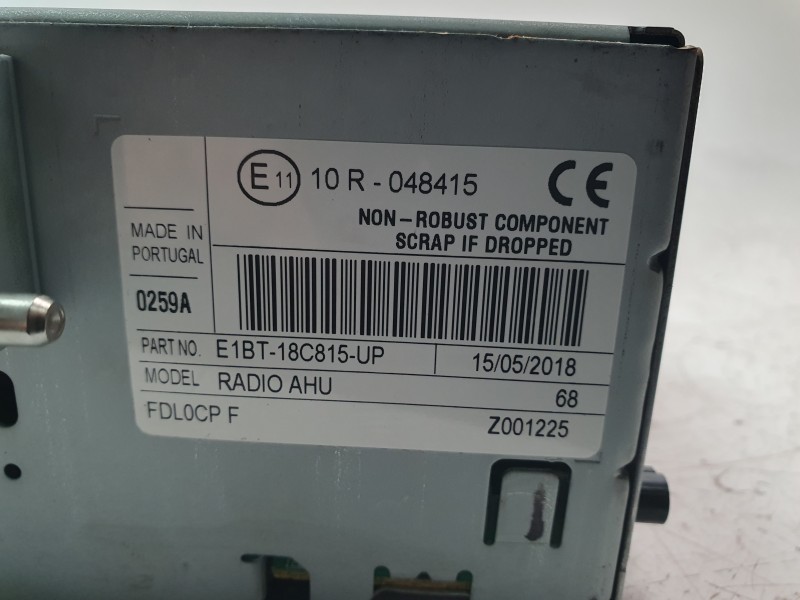 E 11 10 R - 048415 CE
NON-ROBUST COMPONENT
SCRAP IF DROPPED
MADE IN
PORTUGAL
0259A
PART NO. E1BT-18C815-UP 15/05/2018
MODEL RADIO AHU 68
FDL0CP F Z001225